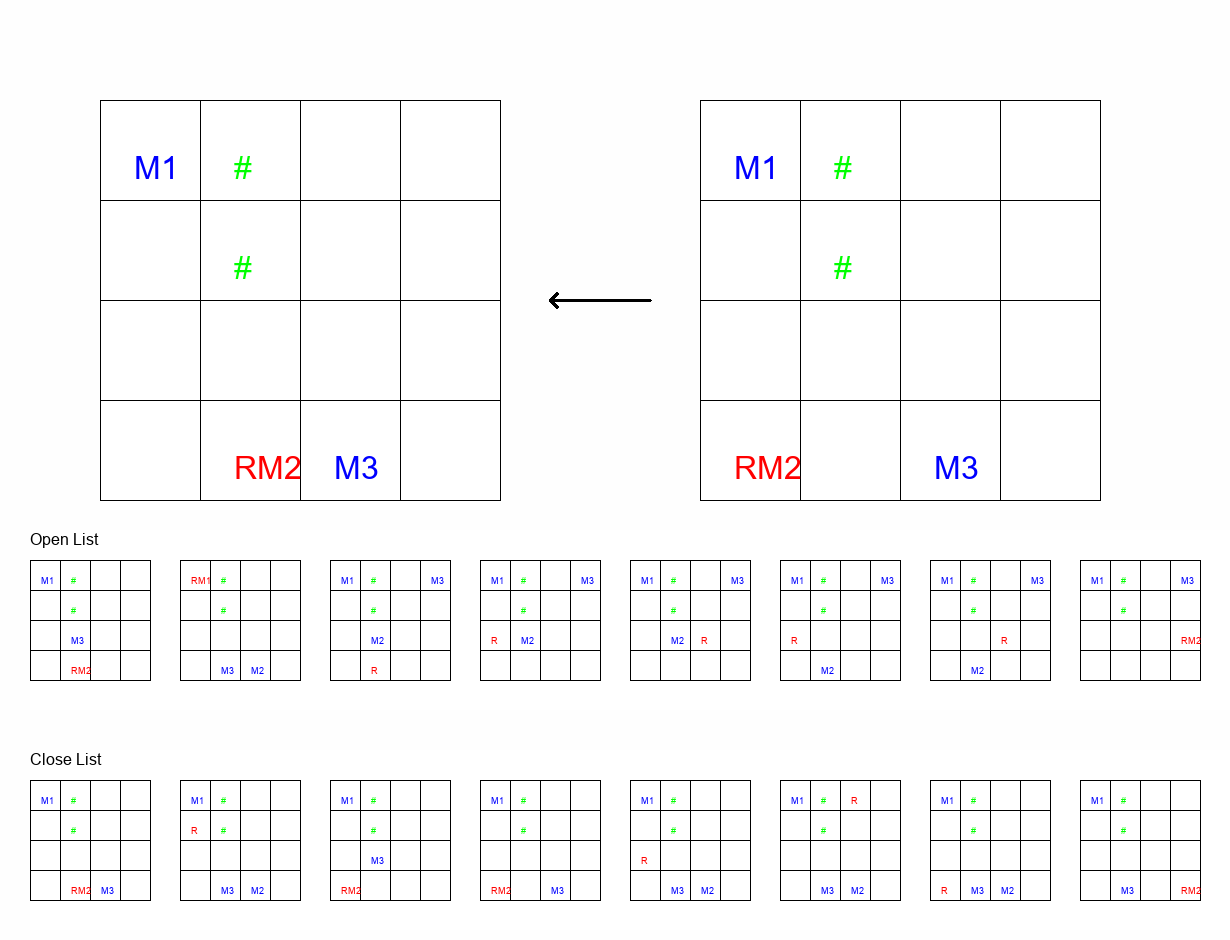 M1 # M1 #
# #
RM2 M3 RM2 M3
Open List
M1 # RM1 # M1 # M3 M1 # M3 M1 # M3 M1 # M3 M1 # M3 M1 # M3
# # # # # # # #
M3 M2 R M2 M2 R R R RM2
RM2 M3 M2 R M2 M2
Close List
M1 # M1 # M1 # M1 # M1 # M1 # R M1 # M1 #
# R # # # # # # #
M3 R
RM2 M3 M3 M2 RM2 RM2 M3 M3 M2 M3 M2 R M3 M2 M3 RM2